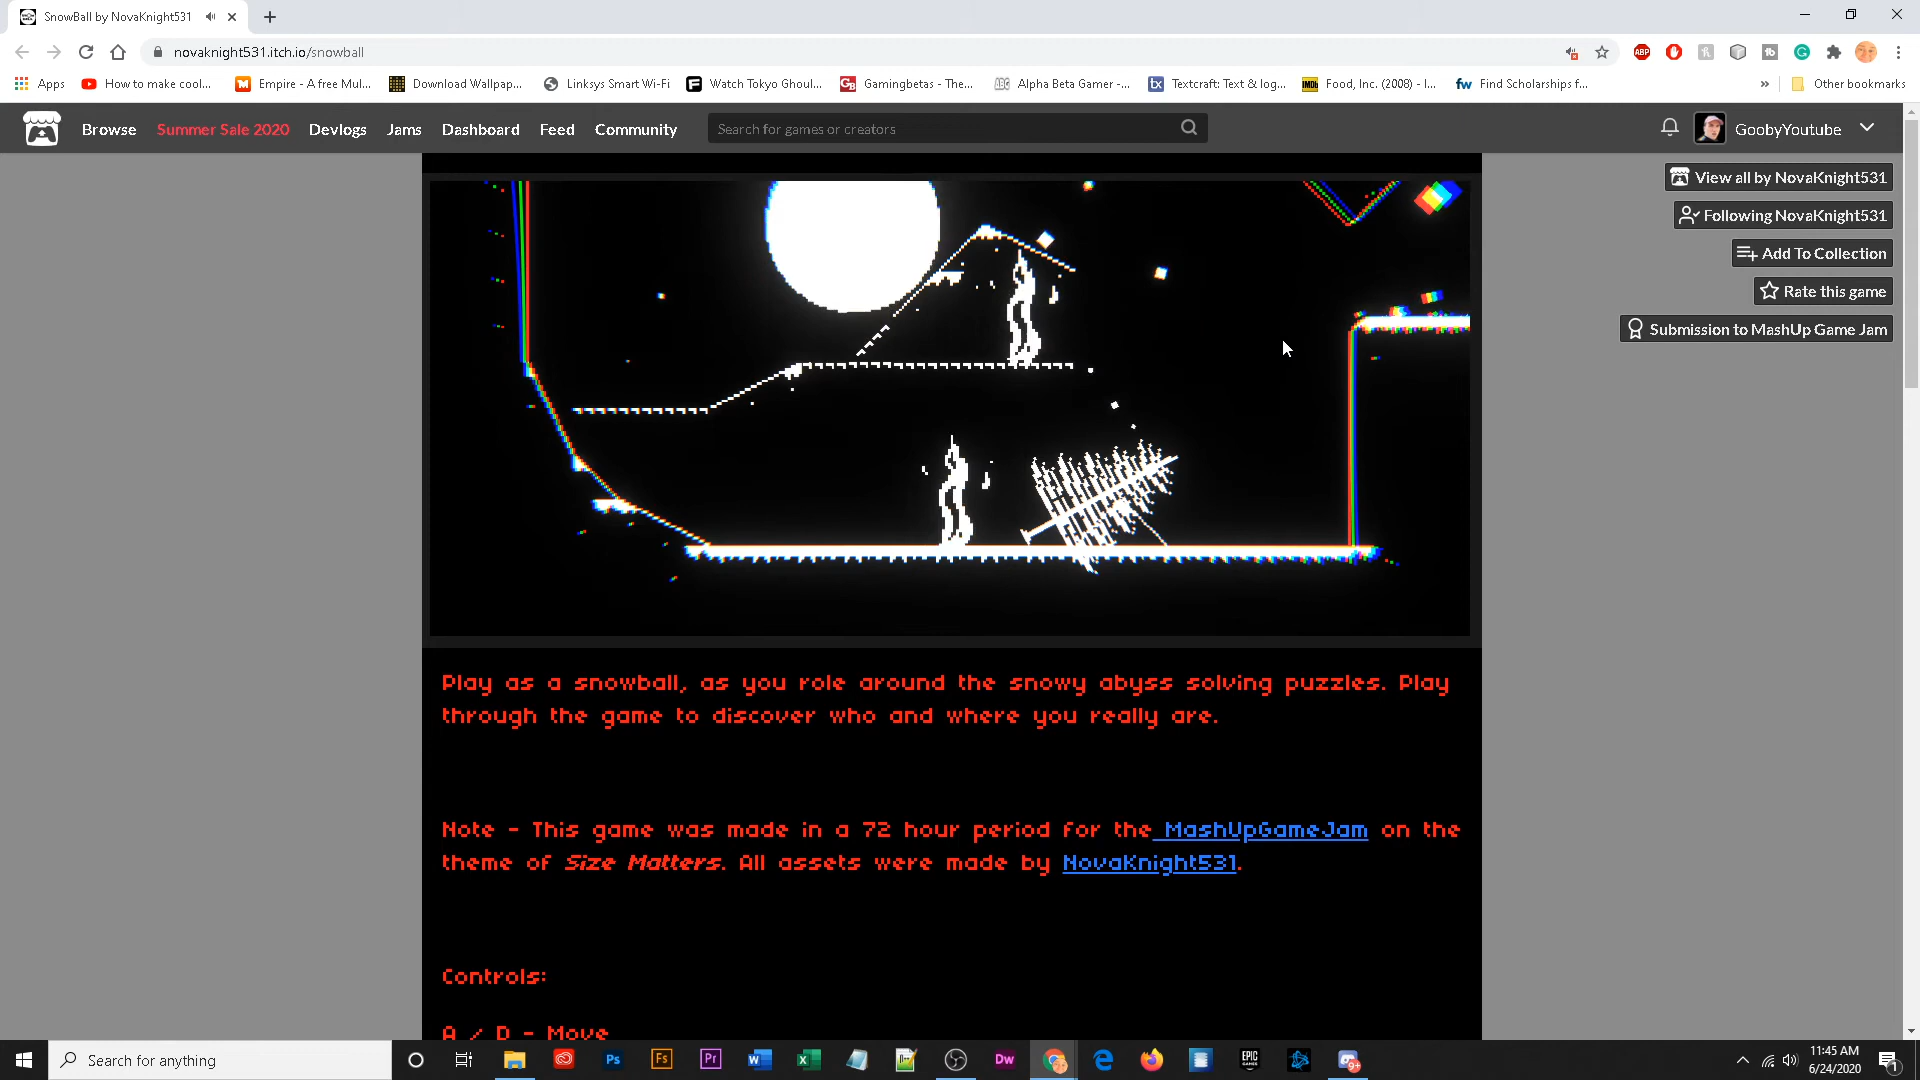 SnowBall by NovaKnight531
novaknight531.itch.io/snowball
ABP
Apps
How to make cool...
Empire - A free Mul...
Download Wallpap...
Linksys Smart Wi-Fi
Watch Tokyo Ghoul...
Gamingbetas - The...
Alpha Beta Gamer -...
Textcraft: Text & log...
Food, Inc. (2008) - I...
Find Scholarships f...
»
Other bookmarks
Browse
Summer Sale 2020
Devlogs
Jams
Dashboard
Feed
Community
Search for games or creators
GoobyYoutube
View all by NovaKnight531
Following NovaKnight531
Add To Collection
Rate this game
Submission to MashUp Game Jam
Play as a snowball, as you role around the snowy abyss solving puzzles. Play
through the game to discover who and where you really are.
Note - This game was made in a 72 hour period for the MashUpGameJam on the
theme of Size Matters. All assets were made by NovaKnight531.
Controls:
A / D - Move
Search for anything
11:45 AM
6/24/2020